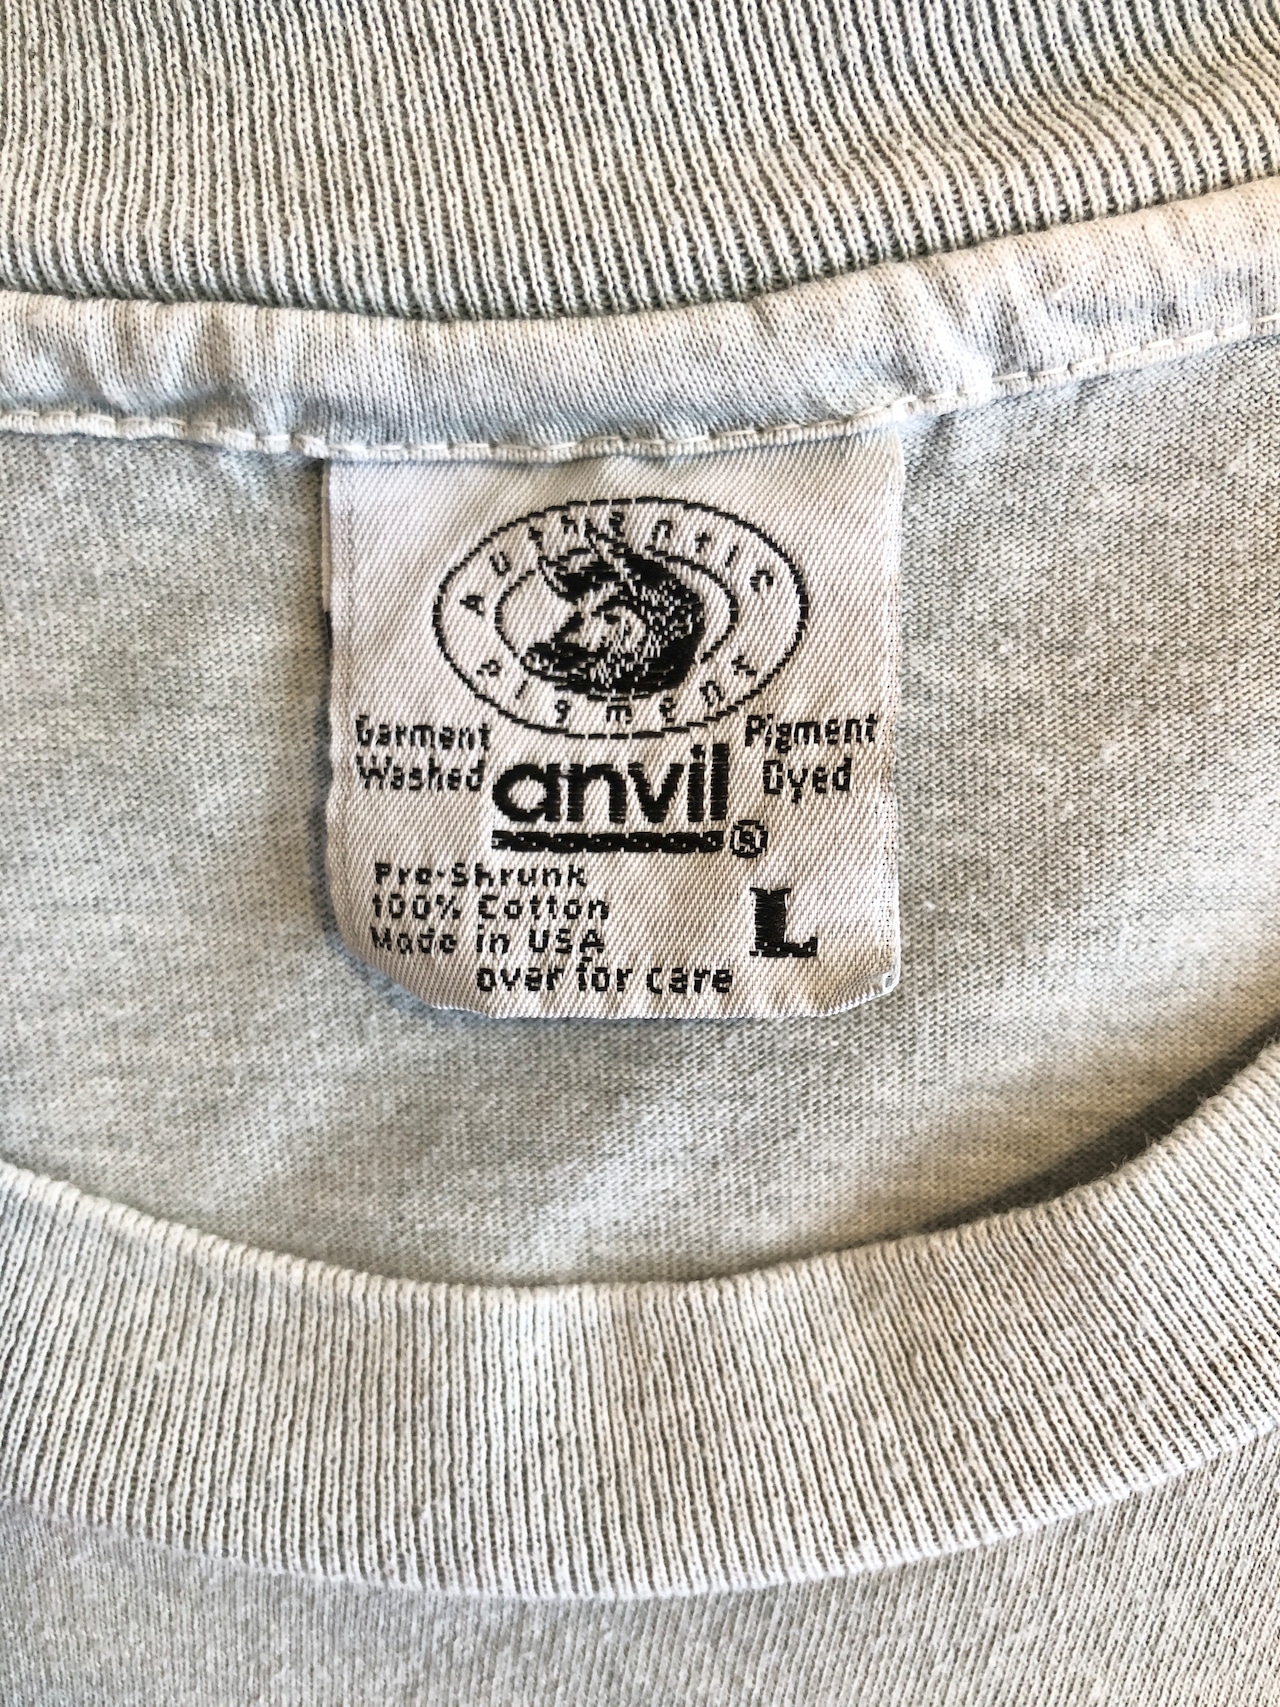 Authentic
Pigment
Garment Washed
anvil®
Pigment Dyed
Pre-Shrunk
100% Cotton
Made in USA
L
over for care